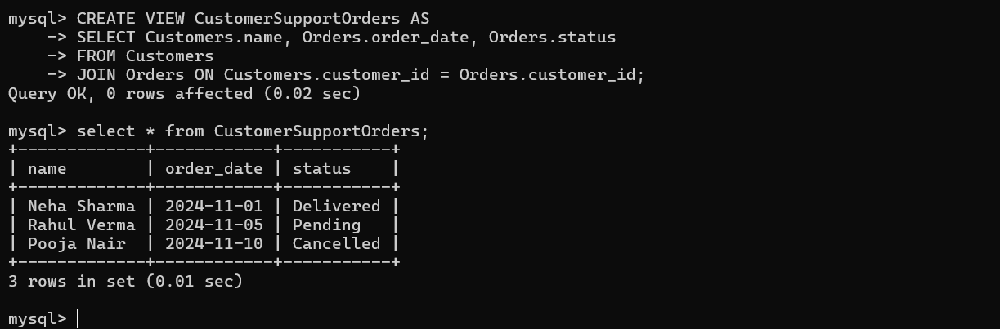 mysql> CREATE VIEW CustomerSupportOrders AS
    -> SELECT Customers.name, Orders.order_date, Orders.status
    -> FROM Customers
    -> JOIN Orders ON Customers.customer_id = Orders.customer_id;
Query OK, 0 rows affected (0.02 sec)

mysql> select * from CustomerSupportOrders;
+-------------+------------+-----------+
| name        | order_date | status    |
+-------------+------------+-----------+
| Neha Sharma | 2024-11-01 | Delivered |
| Rahul Verma | 2024-11-05 | Pending   |
| Pooja Nair  | 2024-11-10 | Cancelled |
+-------------+------------+-----------+
3 rows in set (0.01 sec)

mysql>